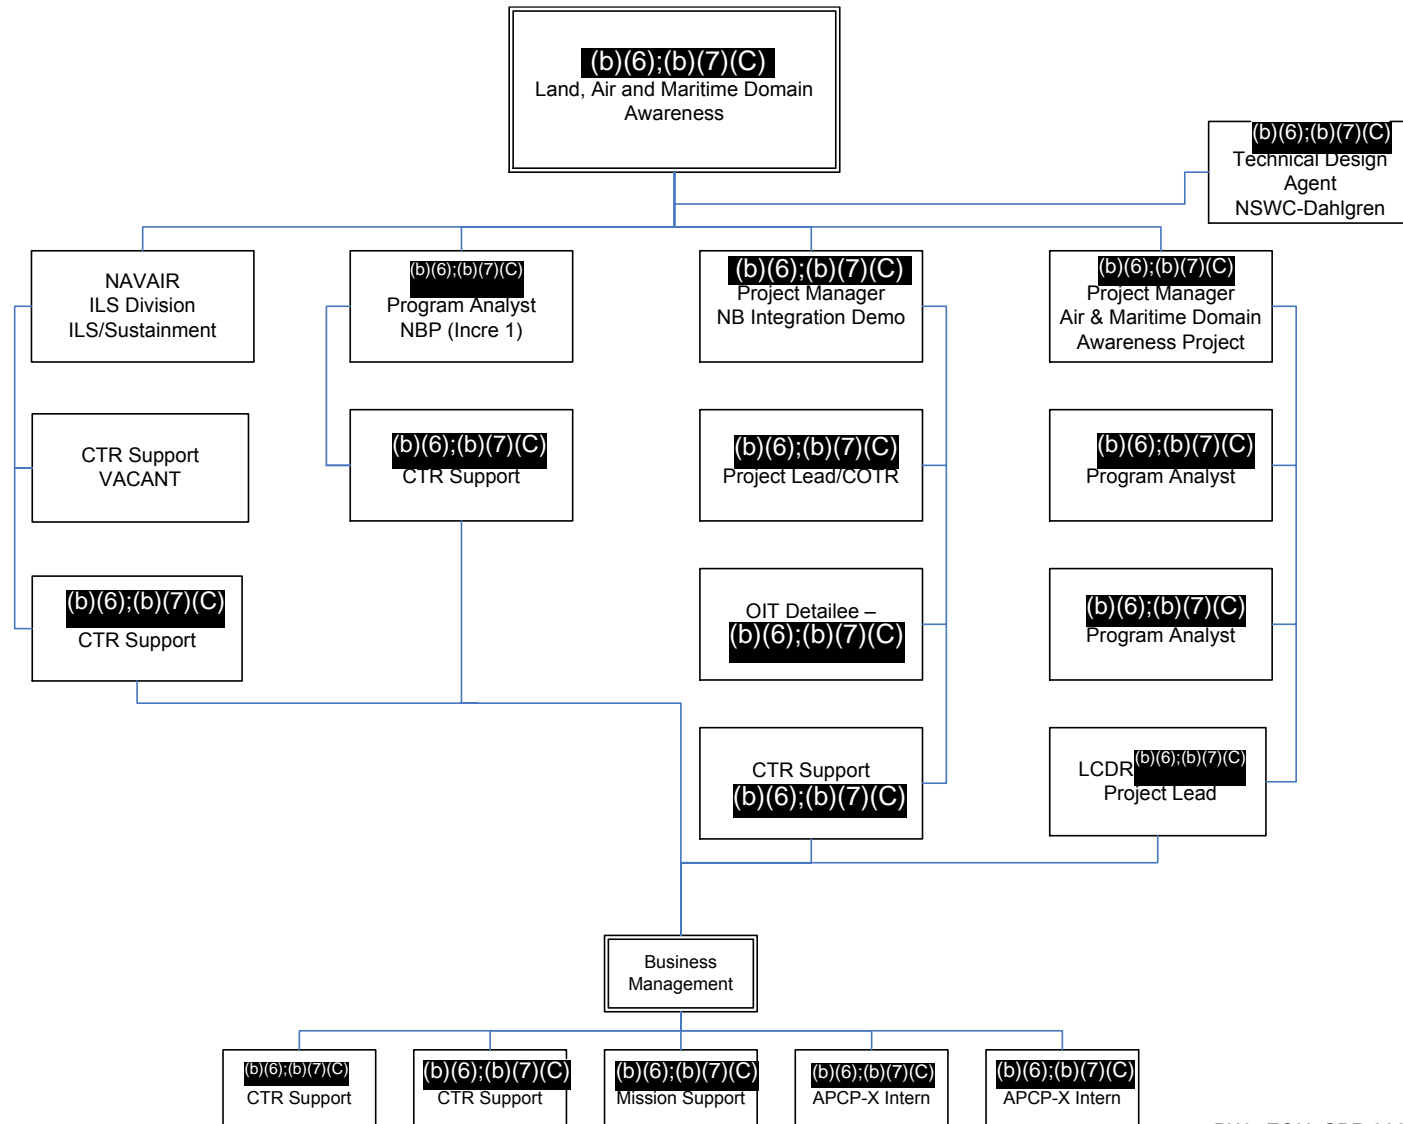 (b)(6);(b)(7)(C)
Land, Air and Maritime Domain
Awareness
(b)(6);(b)(7)(C)
Technical Design
Agent
NSWC-Dahlgren
NAVAIR
ILS Division
ILS/Sustainment
(b)(6);(b)(7)(C)
Program Analyst
NBP (Incre 1)
(b)(6);(b)(7)(C)
Project Manager
NB Integration Demo
(b)(6);(b)(7)(C)
Project Manager
Air & Maritime Domain
Awareness Project
CTR Support
VACANT
(b)(6);(b)(7)(C)
CTR Support
(b)(6);(b)(7)(C)
Project Lead/COTR
(b)(6);(b)(7)(C)
Program Analyst
(b)(6);(b)(7)(C)
CTR Support
OIT Detailee –
(b)(6);(b)(7)(C)
(b)(6);(b)(7)(C)
Program Analyst
CTR Support
(b)(6);(b)(7)(C)
LCDR (b)(6);(b)(7)(C)
Project Lead
Business
Management
(b)(6);(b)(7)(C)
CTR Support
(b)(6);(b)(7)(C)
CTR Support
(b)(6);(b)(7)(C)
Mission Support
(b)(6);(b)(7)(C)
APCP-X Intern
(b)(6);(b)(7)(C)
APCP-X Intern